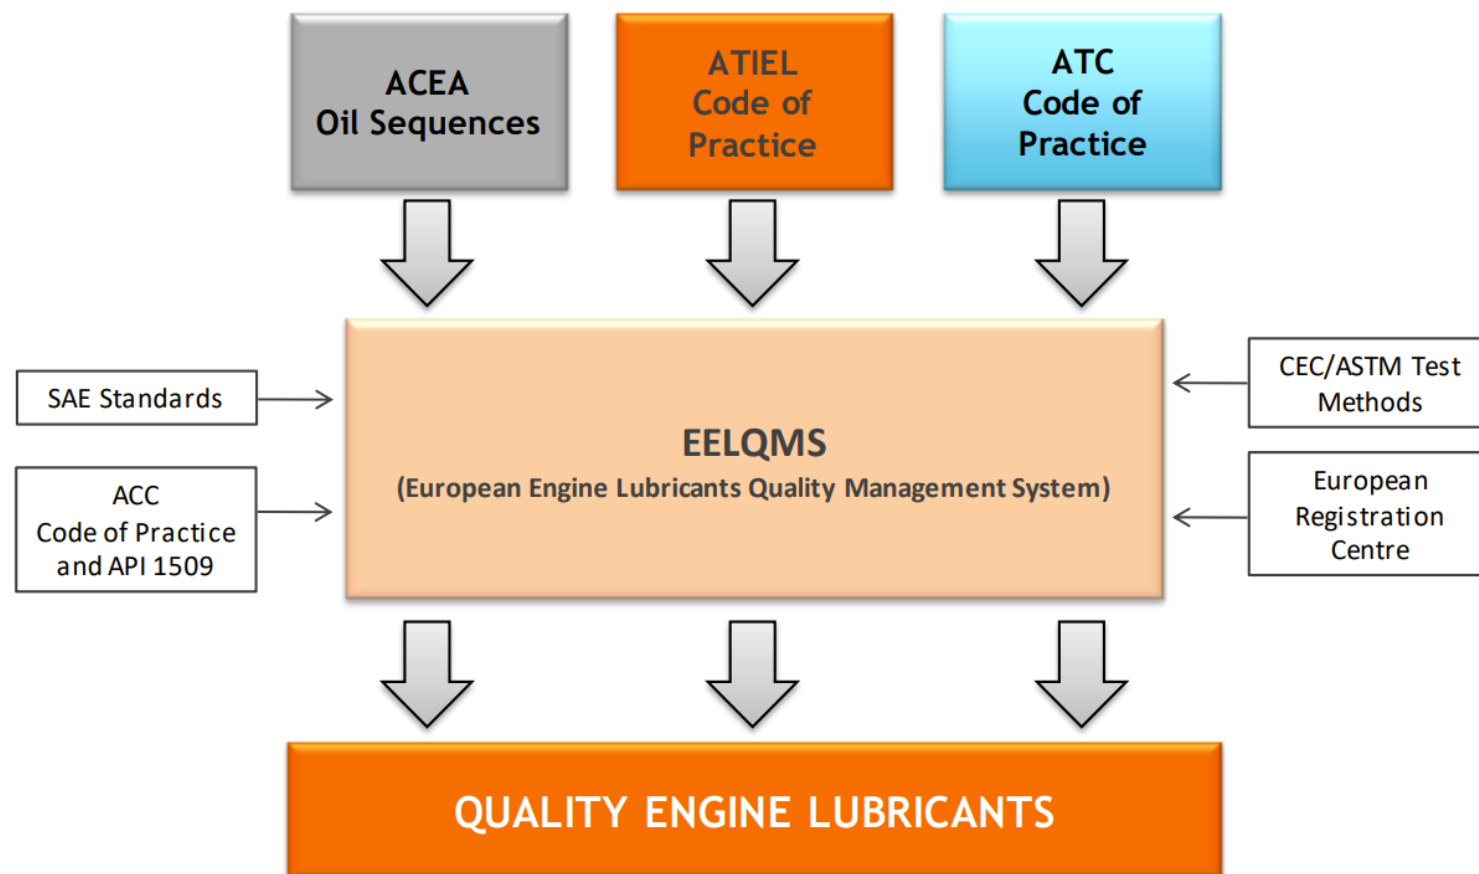 ACEA
Oil Sequences
ATIEL
Code of
Practice
ATC
Code of
Practice
SAE Standards
ACC
Code of Practice
and API 1509
EELQMS
(European Engine Lubricants Quality Management System)
CEC/ASTM Test
Methods
European
Registration
Centre
QUALITY ENGINE LUBRICANTS